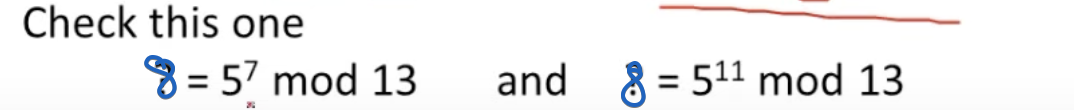 Check this one
8 = 5⁷ mod 13 and 8 = 5¹¹ mod 13